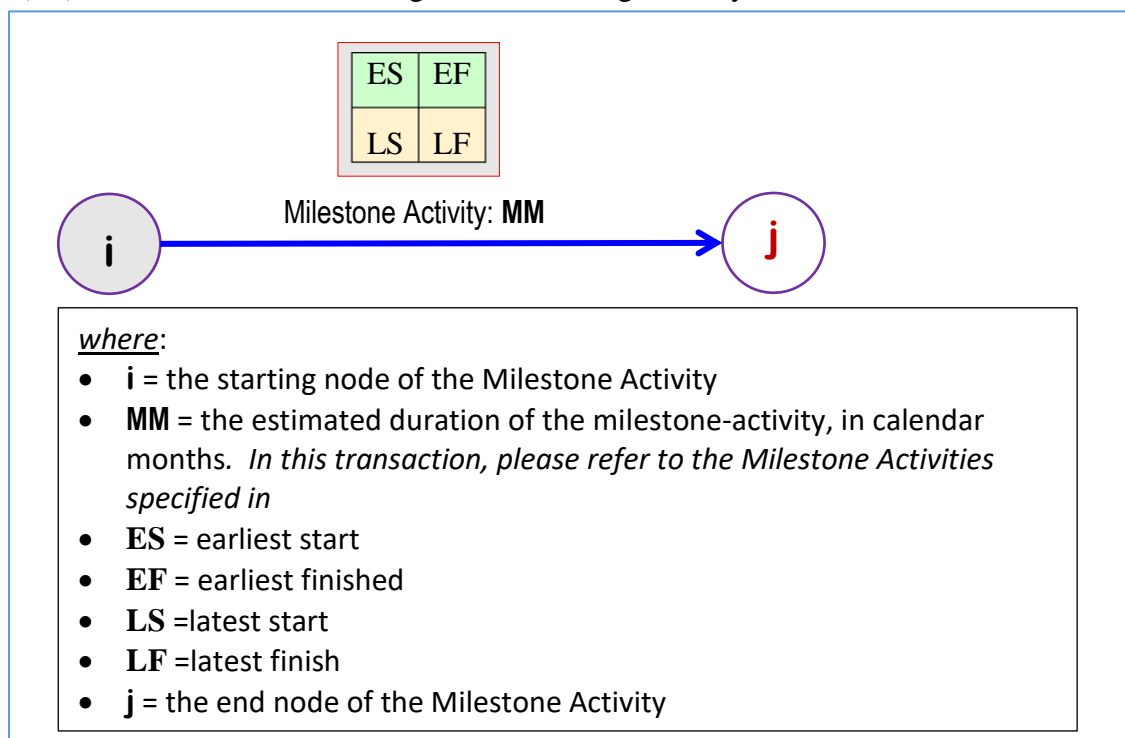 ES EF
LS LF
Milestone Activity: MM
i
j
where:
• i = the starting node of the Milestone Activity
• MM = the estimated duration of the milestone-activity, in calendar
months. In this transaction, please refer to the Milestone Activities
specified in
• ES = earliest start
• EF = earliest finished
• LS =latest start
• LF =latest finish
• j = the end node of the Milestone Activity